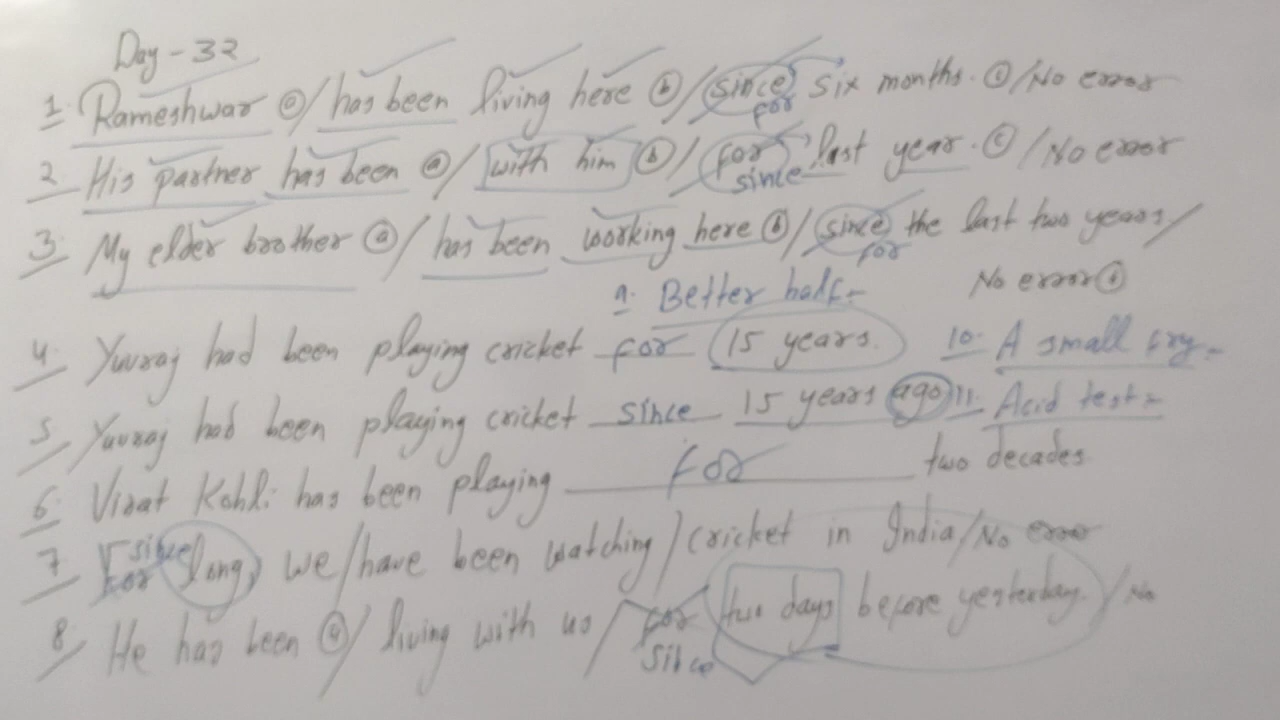 Day - 32
1. Rameshwar (a)/ has been living here (b)/ since six months. (c)/ No error
for
2. His partner has been (a)/ with him (b)/ for last year. (c)/ No error
since
3. My elder brother (a)/ has been working here (b)/ since the last two years/
for
No error (d)
9. Better half -
4. Yuvraj had been playing cricket for 15 years.
10. A small cry -
5. Yuvraj had been playing cricket since 15 years ago
11. Acid test -
6. Virat Kohli has been playing for two decades
since
7. For long, we/have been watching/cricket in India/No error
8. He has been (a)/ living with us/ for two days before yesterday./No
since